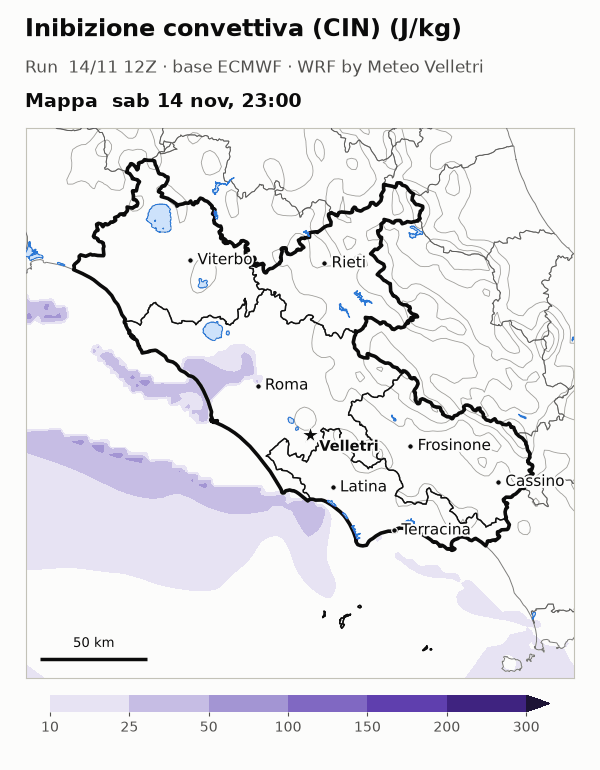 Inibizione convettiva (CIN) (J/kg)
Run  14/11 12Z · base ECMWF · WRF by Meteo Velletri
Mappa  sab 14 nov, 23:00
Viterbo
Rieti
Roma
Velletri
Frosinone
Cassino
Latina
Terracina
50 km
10 25 50 100 150 200 300